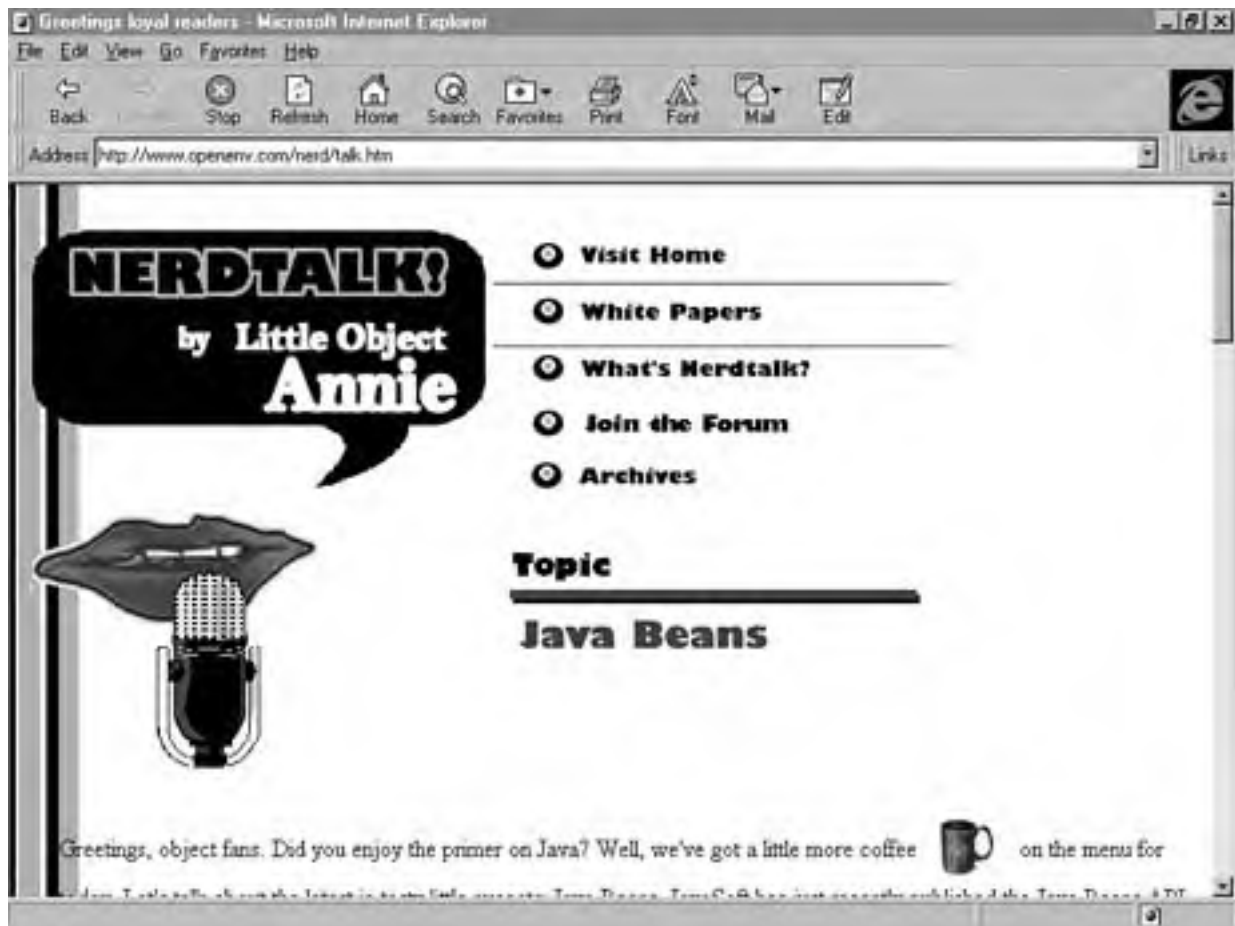 Greetings loyal readers - Microsoft Internet Explorer
File Edit View Go Favorites Help
Back Stop Refresh Home Search Favorites Print Font Mail Edit
Address http://www.openenv.com/nerd/talk.htm Links
NERDTALK!
by Little Object
Annie
Visit Home
White Papers
What's Nerdtalk?
Join the Forum
Archives
Topic
Java Beans
Greetings, object fans. Did you enjoy the primer on Java? Well, we've got a little more coffee on the menu for